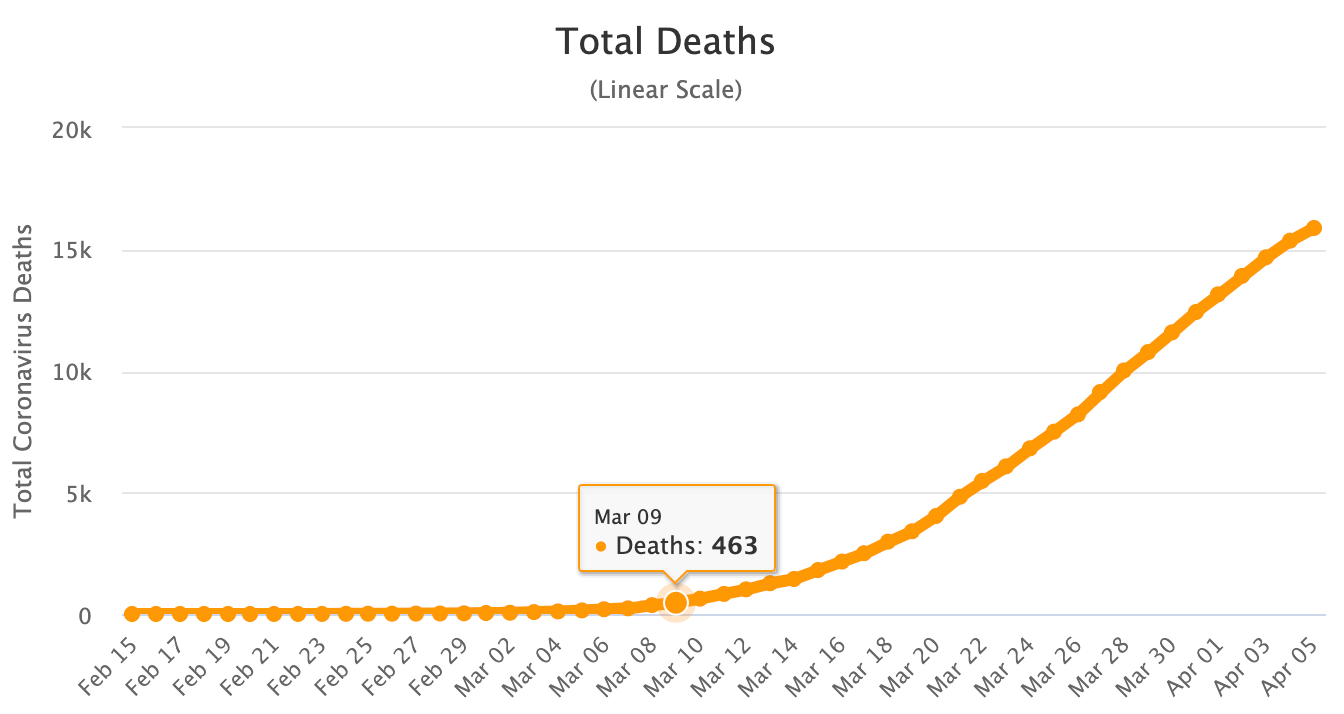 Total Deaths
(Linear Scale)
Total Coronavirus Deaths
20k
15k
10k
5k
0
Mar 09
Deaths: 463
Feb 15
Feb 17
Feb 19
Feb 21
Feb 23
Feb 25
Feb 27
Feb 29
Mar 02
Mar 04
Mar 06
Mar 08
Mar 10
Mar 12
Mar 14
Mar 16
Mar 18
Mar 20
Mar 22
Mar 24
Mar 26
Mar 28
Mar 30
Apr 01
Apr 03
Apr 05